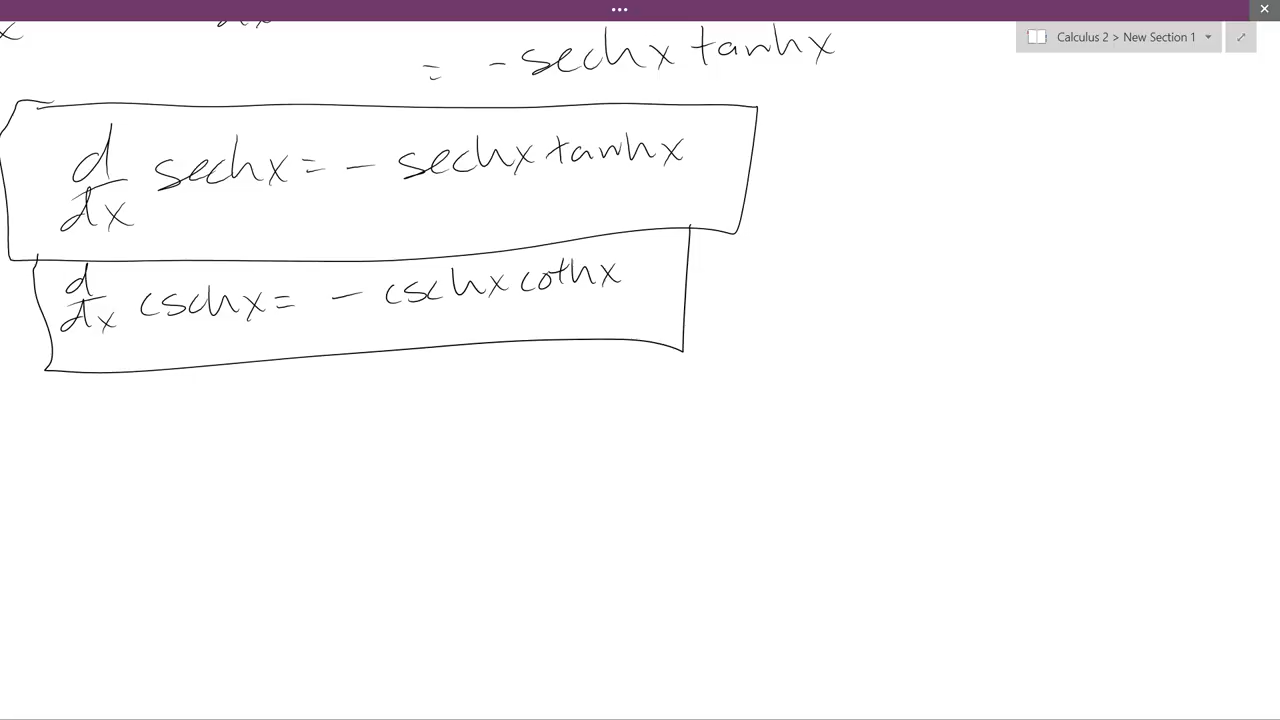 Calculus 2 > New Section 1
= - sechx tanhx
d/dx sechx = - sechx tanhx
d/dx cschx = - cschx cothx